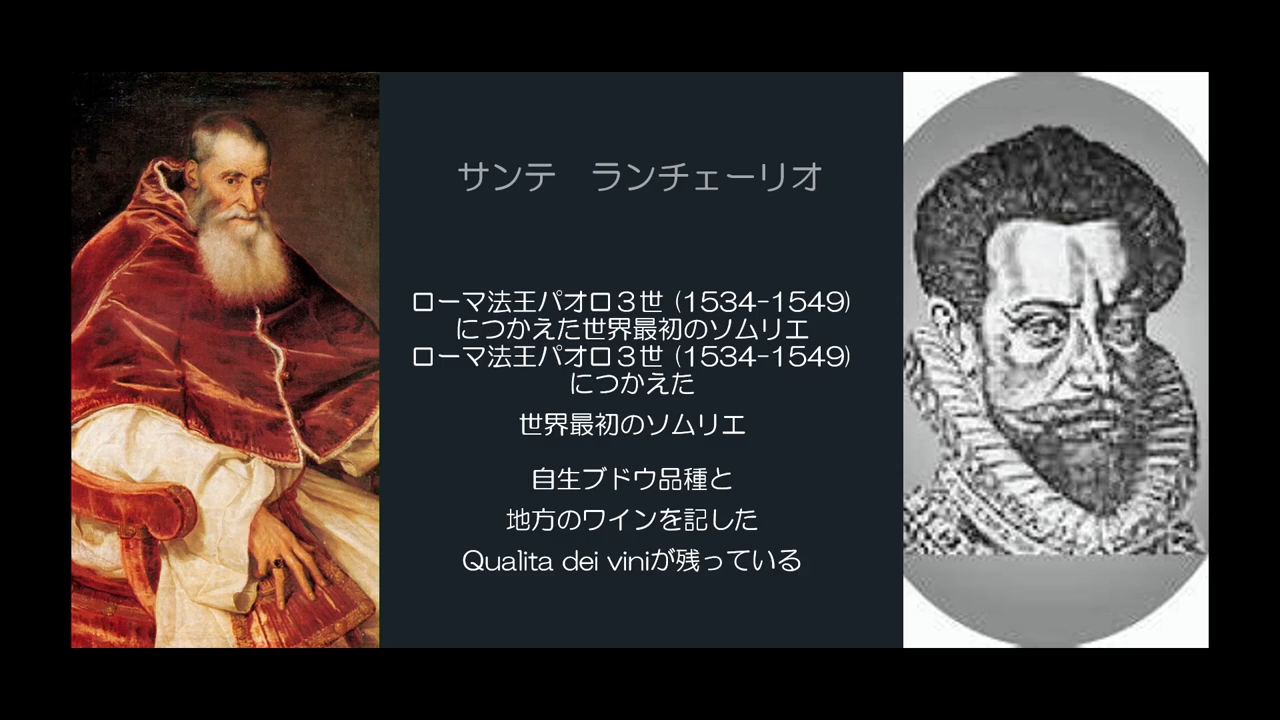 サンテ　ランチェーリオ
ローマ法王パオロ３世 (1534-1549)
につかえた世界最初のソムリエ
ローマ法王パオロ３世 (1534-1549)
につかえた
世界最初のソムリエ
自生ブドウ品種と
地方のワインを記した
Qualita dei viniが残っている